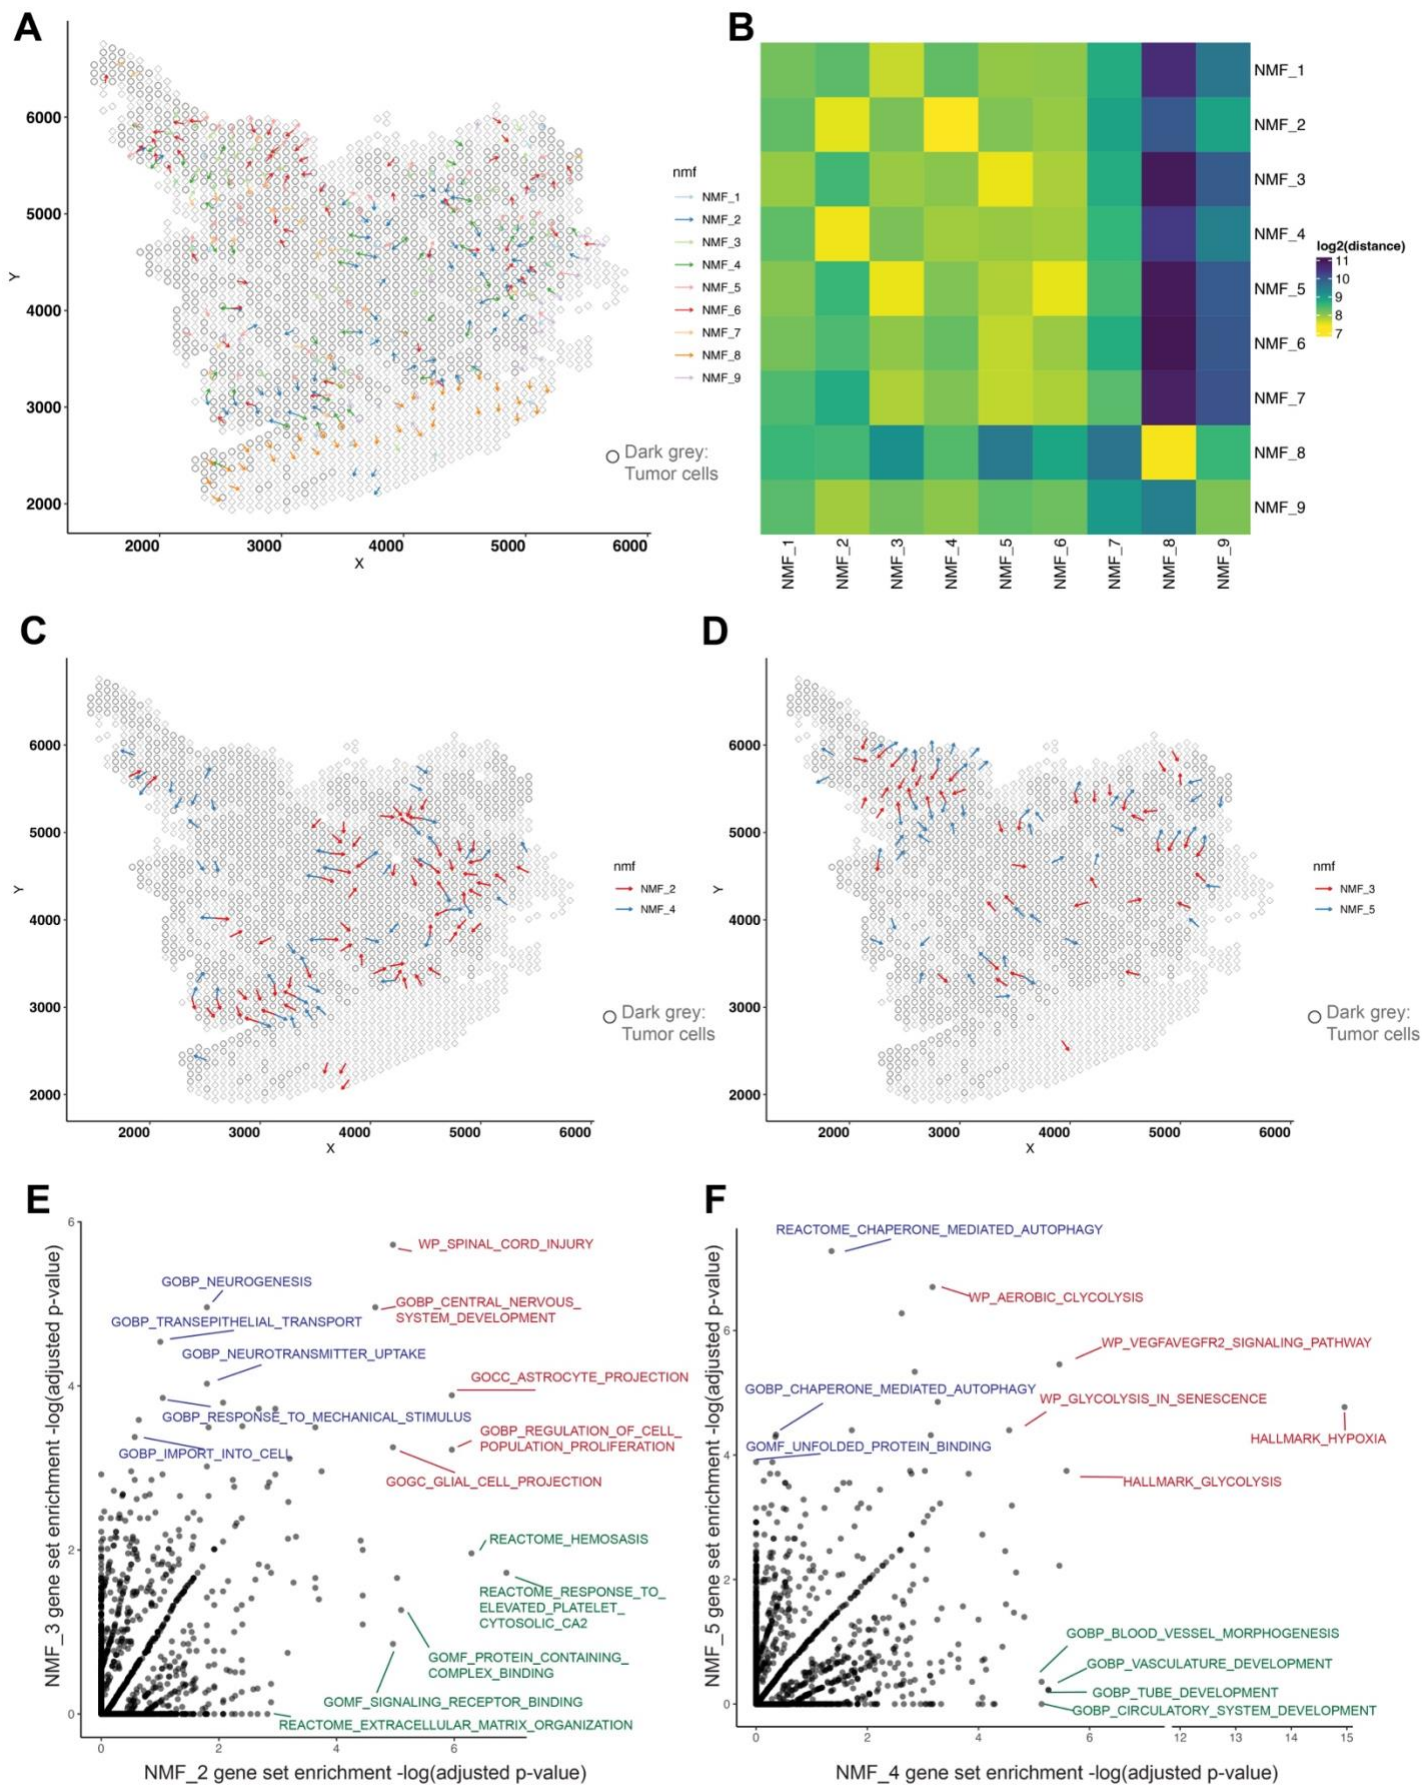 A
6000
5000
4000
3000
2000
Y
2000
3000
4000
5000
6000
X
nmf
NMF_1
NMF_2
NMF_3
NMF_4
NMF_5
NMF_6
NMF_7
NMF_8
NMF_9
Dark grey:
Tumor cells
B
NMF_1
NMF_2
NMF_3
NMF_4
NMF_5
NMF_6
NMF_7
NMF_8
NMF_9
NMF_1
NMF_2
NMF_3
NMF_4
NMF_5
NMF_6
NMF_7
NMF_8
NMF_9
log2(distance)
11
10
9
8
7
C
6000
5000
4000
3000
2000
Y
2000
3000
4000
5000
6000
X
nmf
NMF_2
NMF_4
Dark grey:
Tumor cells
D
6000
5000
4000
3000
2000
Y
2000
3000
4000
5000
6000
X
nmf
NMF_3
NMF_5
Dark grey:
Tumor cells
E
NMF_3 gene set enrichment -log(adjusted p-value)
6
4
2
0
WP_SPINAL_CORD_INJURY
GOBP_NEUROGENESIS
GOBP_CENTRAL_NERVOUS_
SYSTEM_DEVELOPMENT
GOBP_TRANSEPITHELIAL_TRANSPORT
GOBP_NEUROTRANSMITTER_UPTAKE
GOCC_ASTROCYTE_PROJECTION
GOBP_RESPONSE_TO_MECHANICAL_STIMULUS
GOBP_REGULATION_OF_CELL_
POPULATION_PROLIFERATION
GOBP_IMPORT_INTO_CELL
GOGC_GLIAL_CELL_PROJECTION
REACTOME_HEMOSASIS
REACTOME_RESPONSE_TO_
ELEVATED_PLATELET_
CYTOSOLIC_CA2
GOMF_PROTEIN_CONTAINING_
COMPLEX_BINDING
GOMF_SIGNALING_RECEPTOR_BINDING
REACTOME_EXTRACELLULAR_MATRIX_ORGANIZATION
0
2
4
6
NMF_2 gene set enrichment -log(adjusted p-value)
F
NMF_5 gene set enrichment -log(adjusted p-value)
6
4
2
0
REACTOME_CHAPERONE_MEDIATED_AUTOPHAGY
WP_AEROBIC_CLYCOLYSIS
WP_VEGFAVEGFR2_SIGNALING_PATHWAY
GOBP_CHAPERONE_MEDIATED_AUTOPHAGY
WP_GLYCOLYSIS_IN_SENESCENCE
GOMF_UNFOLDED_PROTEIN_BINDING
HALLMARK_HYPOXIA
HALLMARK_GLYCOLYSIS
GOBP_BLOOD_VESSEL_MORPHOGENESIS
GOBP_VASCULATURE_DEVELOPMENT
GOBP_TUBE_DEVELOPMENT
GOBP_CIRCULATORY_SYSTEM_DEVELOPMENT
0
2
4
6
12
13
14
15
NMF_4 gene set enrichment -log(adjusted p-value)